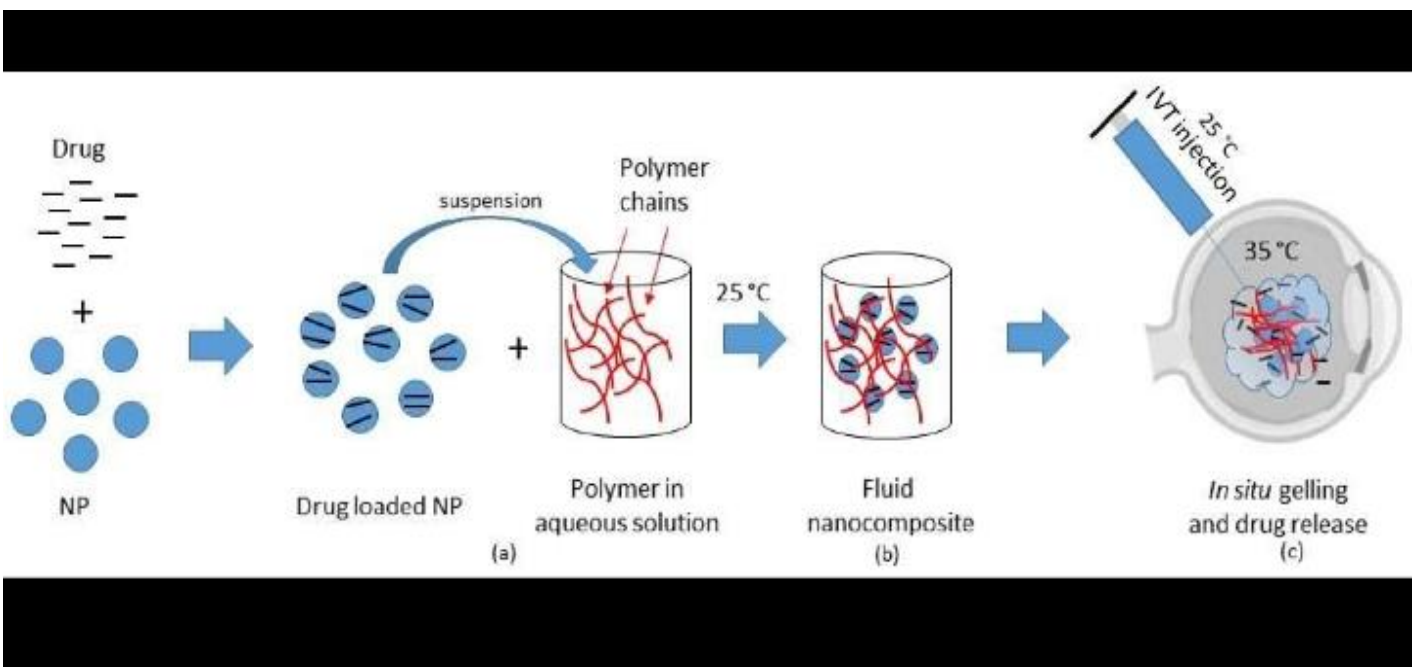 Drug
+
NP
Drug loaded NP
suspension
+
Polymer
chains
Polymer in
aqueous solution
(a)
25 °C
Fluid
nanocomposite
(b)
25 °C
IVT injection
35 °C
In situ gelling
and drug release
(c)